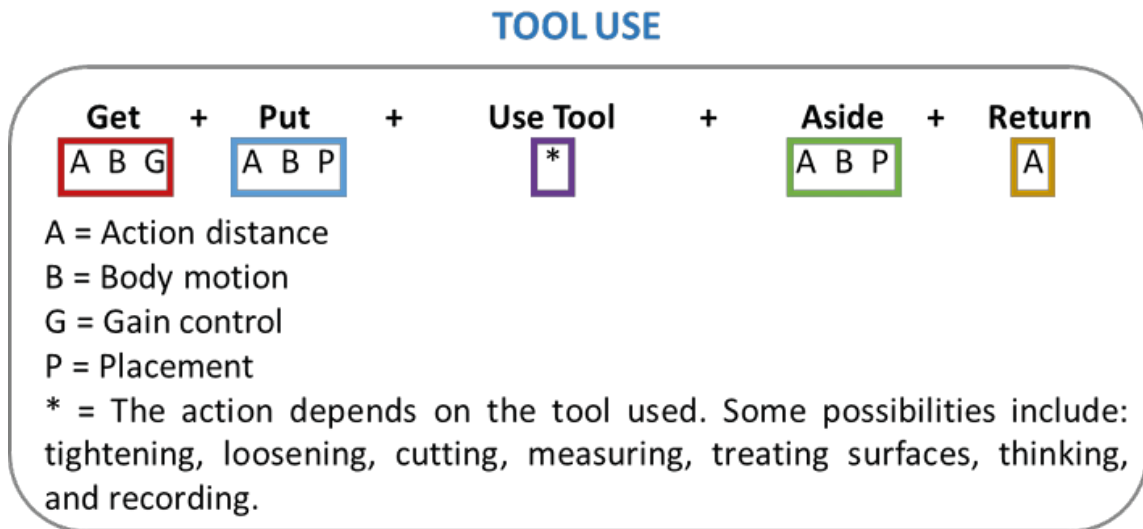 TOOL USE
Get + Put + Use Tool + Aside + Return
A B G A B P * A B P A
A = Action distance
B = Body motion
G = Gain control
P = Placement
* = The action depends on the tool used. Some possibilities include:
tightening, loosening, cutting, measuring, treating surfaces, thinking,
and recording.